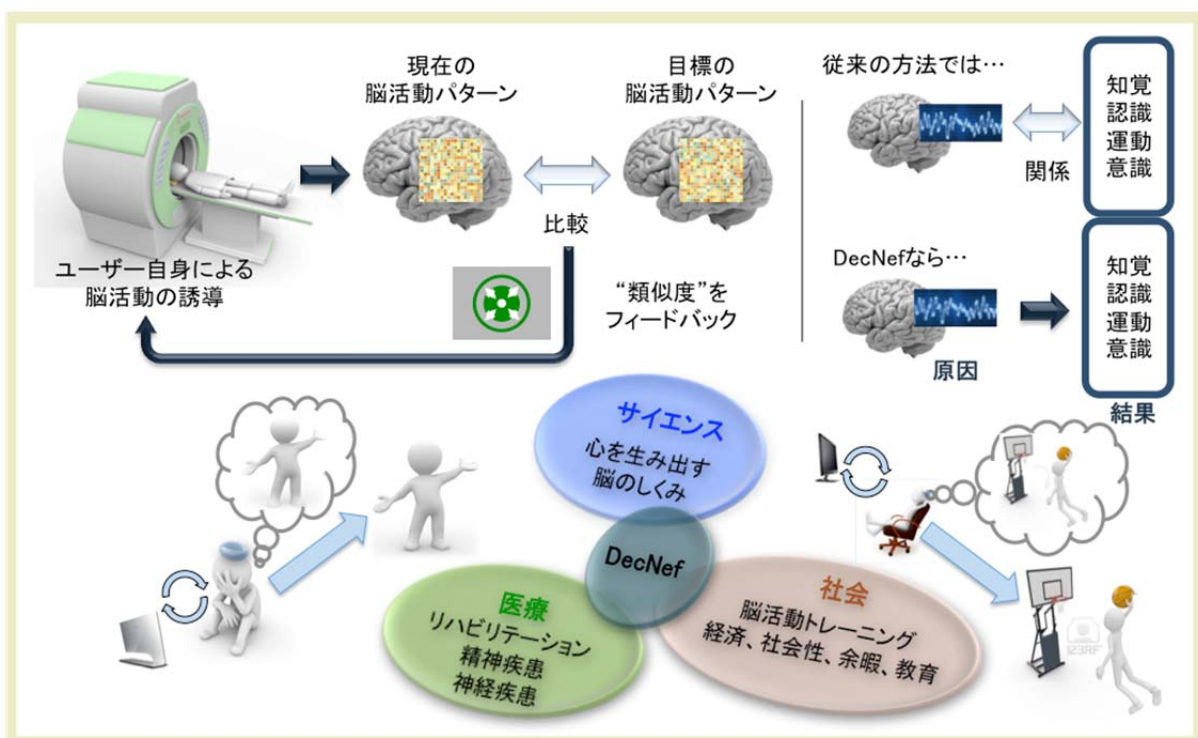 現在の
脳活動パターン
目標の
脳活動パターン
比較
ユーザー自身による
脳活動の誘導
“類似度”を
フィードバック
従来の方法では…
関係
知覚
認識
運動
意識
DecNefなら…
原因
知覚
認識
運動
意識
結果
サイエンス
心を生み出す
脳のしくみ
DecNef
医療
リハビリテーション
精神疾患
神経疾患
社会
脳活動トレーニング
経済、社会性、余暇、教育
123RF